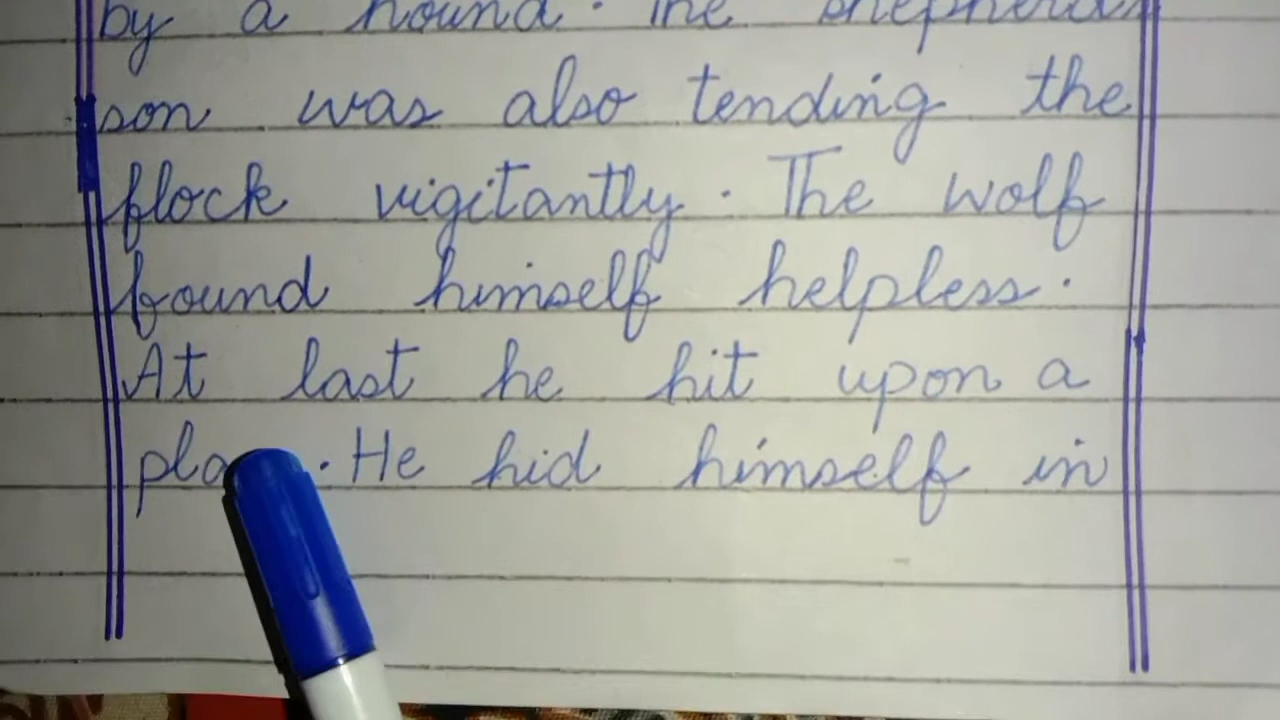 by a hound. The shepherd's
son was also tending the
flock vigitantly. The wolf
found himself helpless.
At last he hit upon a
. He hid himself in